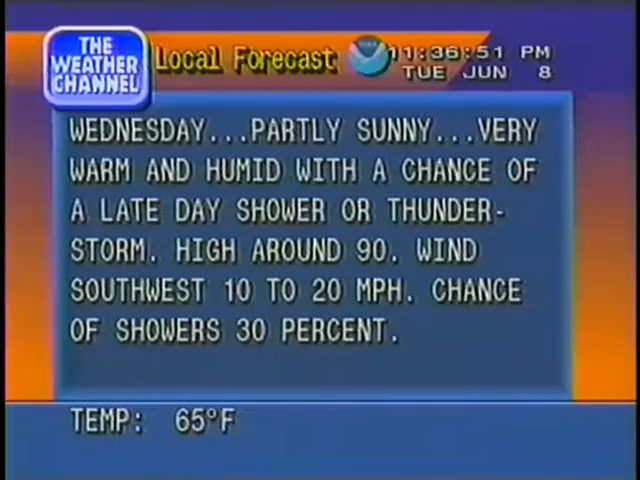 THE
WEATHER
CHANNEL
Local Forecast
11:36:51 PM
TUE JUN 8
WEDNESDAY...PARTLY SUNNY...VERY
WARM AND HUMID WITH A CHANCE OF
A LATE DAY SHOWER OR THUNDER-
STORM. HIGH AROUND 90. WIND
SOUTHWEST 10 TO 20 MPH. CHANCE
OF SHOWERS 30 PERCENT.
TEMP: 65°F